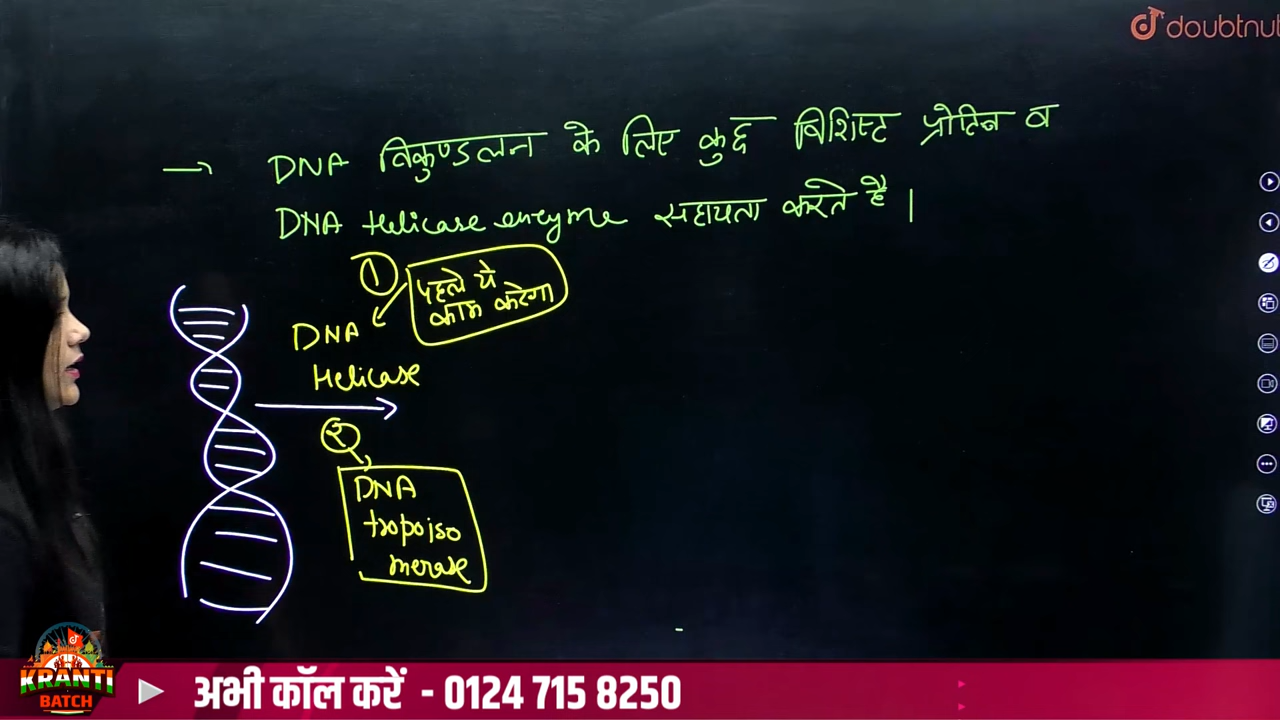 doubtnut
→ DNA विकुण्डलन के लिए कुछ विशिष्ट प्रोटिन व
DNA Helicase enzyme सहायता करते है |
① पहले ये
काम करेगा
DNA
Helicase
②
DNA
tropoiso
merase
KRANTI
BATCH
अभी कॉल करें - 0124 715 8250